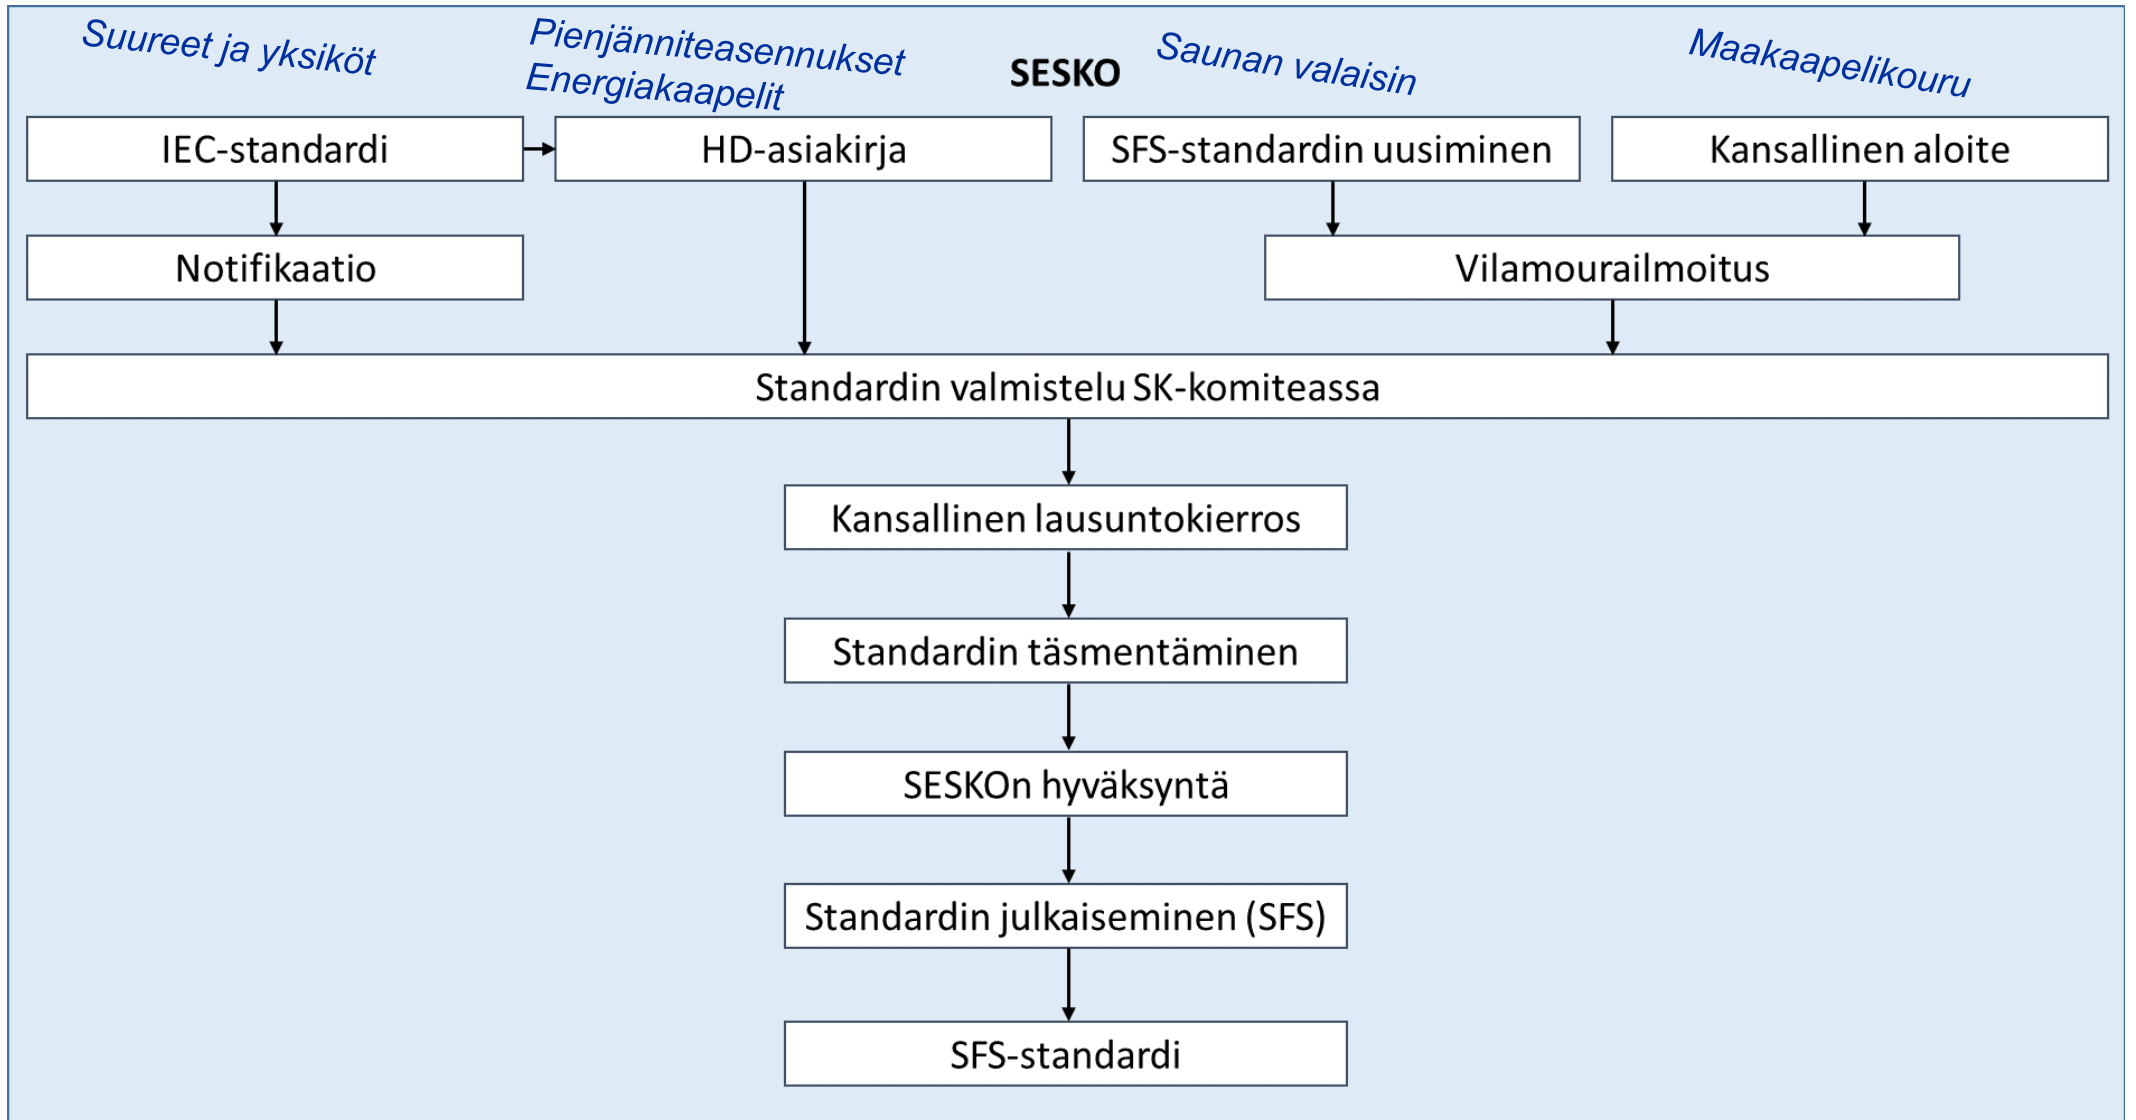 Suureet ja yksiköt
Pienjänniteasennukset
Energiakaapelit
SESKO
Saunan valaisin
Maakaapelikouru
IEC-standardi
HD-asiakirja
SFS-standardin uusiminen
Kansallinen aloite
Notifikaatio
Vilamourailmoitus
Standardin valmistelu SK-komiteassa
Kansallinen lausuntokierros
Standardin täsmentäminen
SESKOn hyväksyntä
Standardin julkaiseminen (SFS)
SFS-standardi